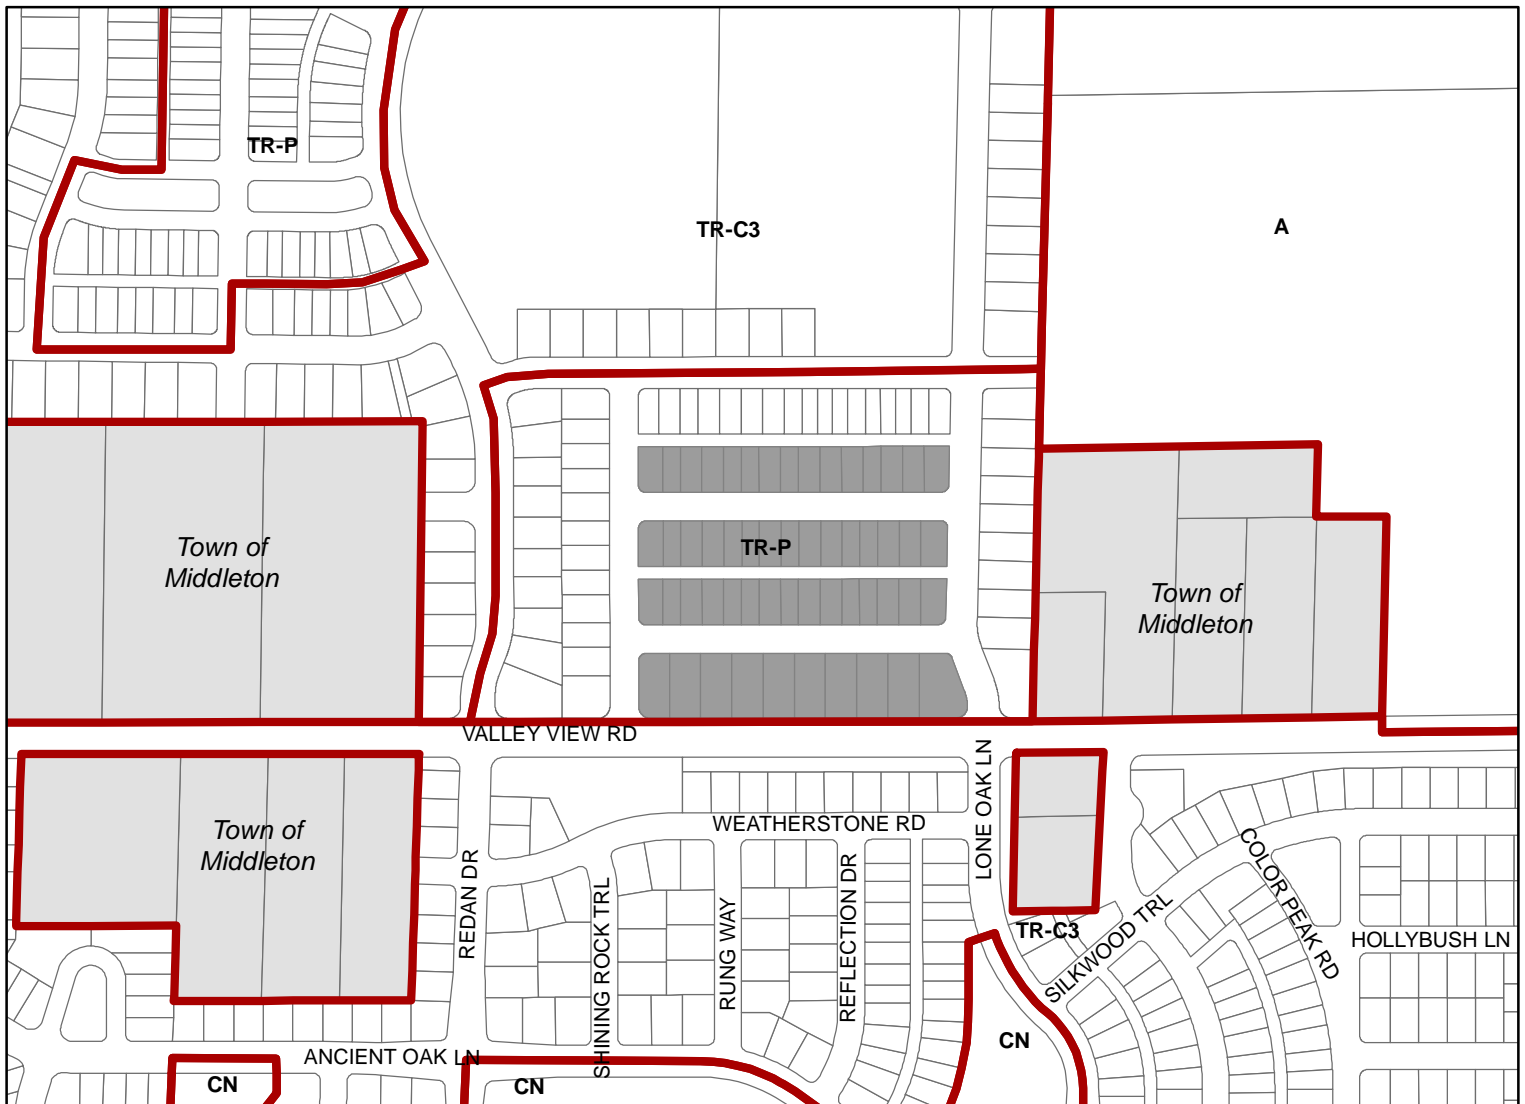 TR-P
TR-C3
A
Town of
Middleton
TR-P
Town of
Middleton
VALLEY VIEW RD
LONE OAK LN
WEATHERSTONE RD
Town of
Middleton
REDAN DR
SHINING ROCK TRL
RUNG WAY
REFLECTION DR
COLOR PEAK RD
TR-C3
SILKWOOD TRL
HOLLYBUSH LN
CN
ANCIENT OAK LN
CN
CN